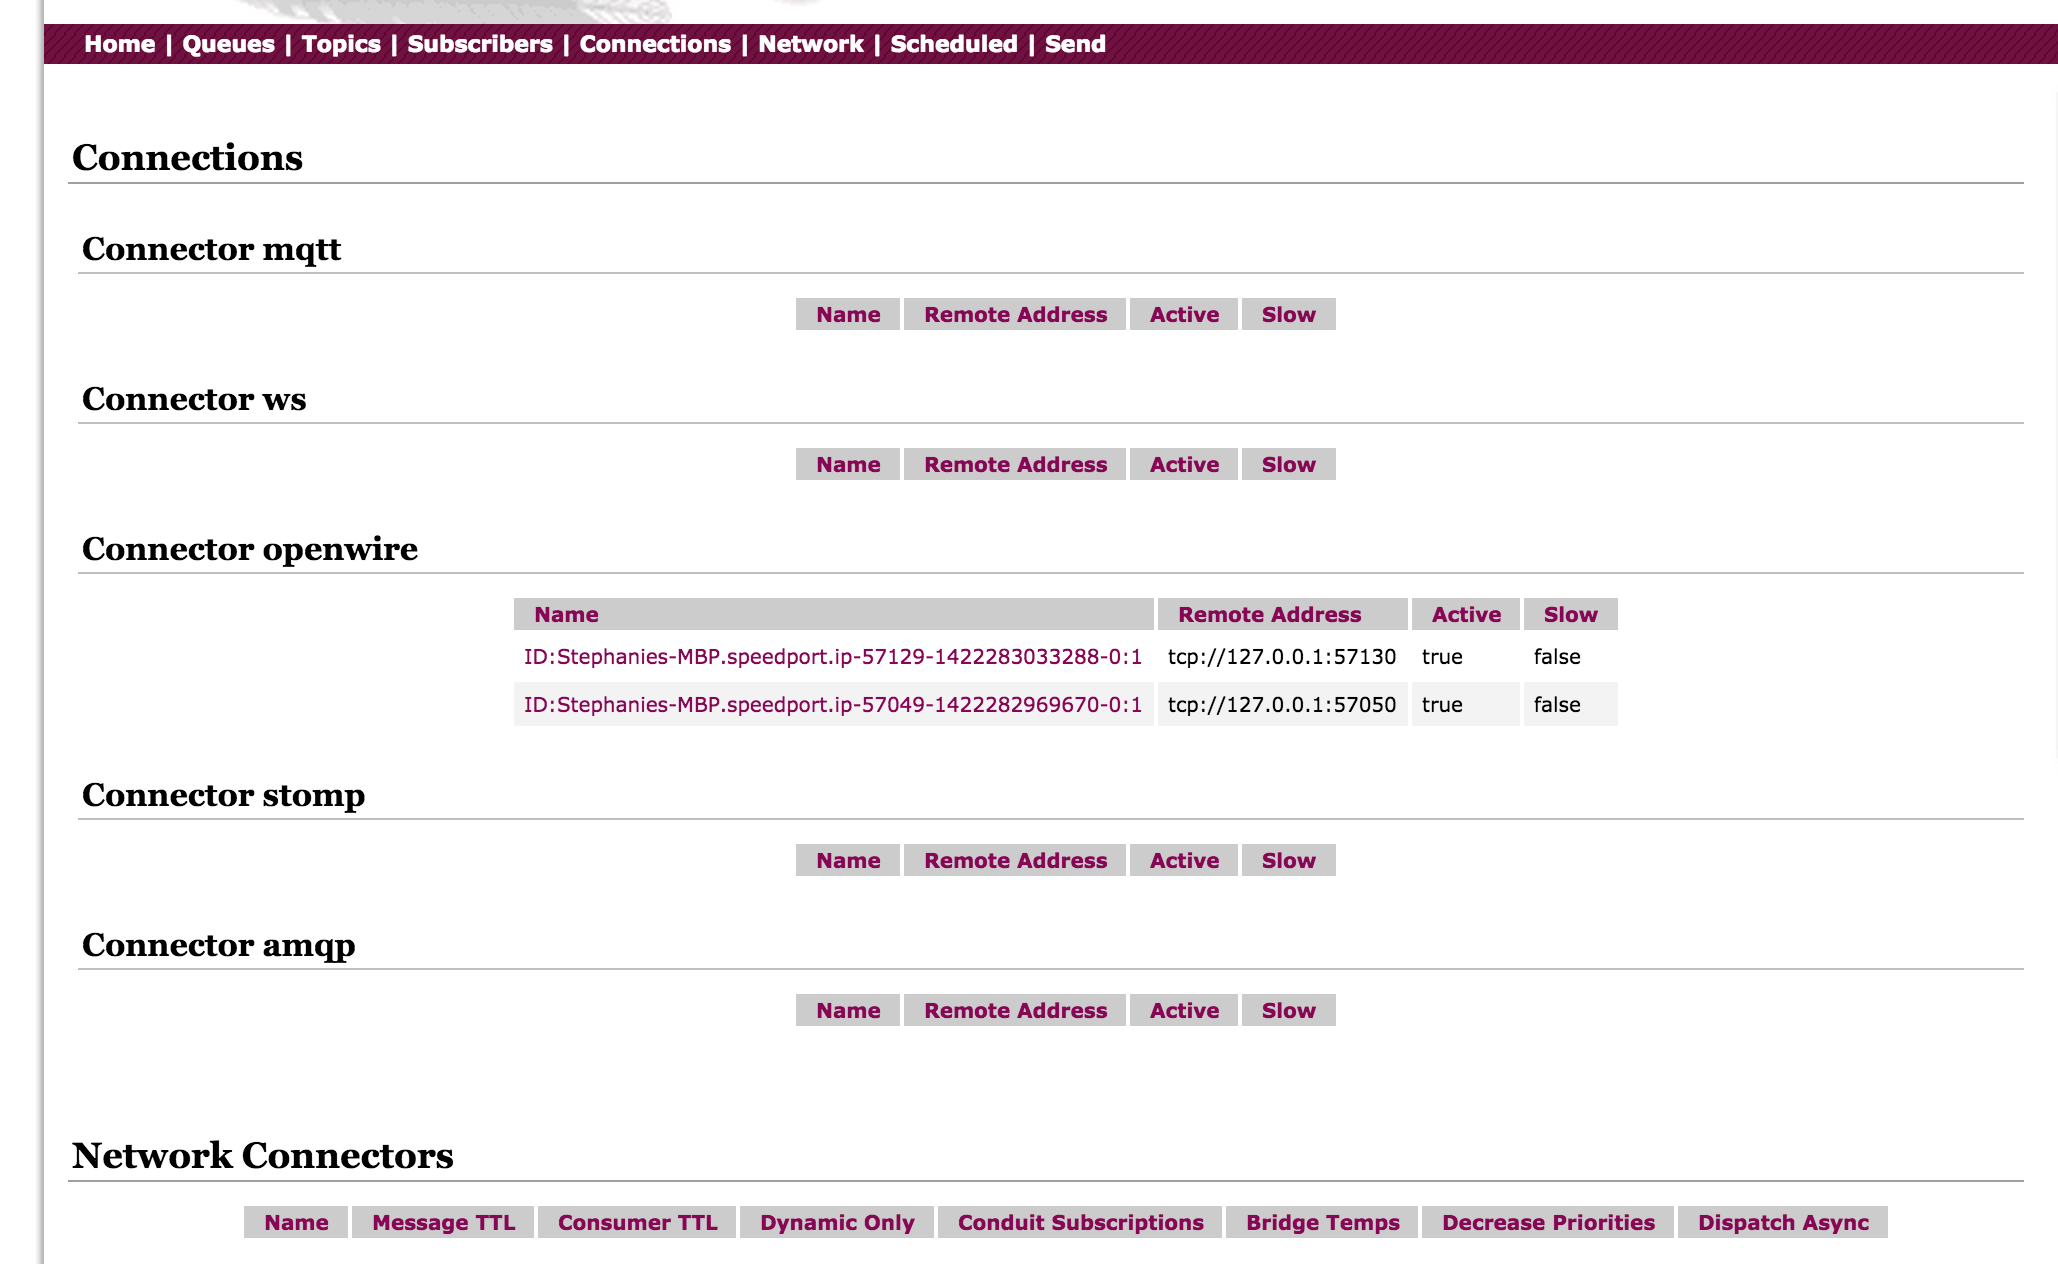 Home | Queues | Topics | Subscribers | Connections | Network | Scheduled | Send
Connections
Connector mqtt
Name Remote Address Active Slow
Connector ws
Name Remote Address Active Slow
Connector openwire
Name Remote Address Active Slow
ID:Stephanies-MBP.speedport.ip-57129-1422283033288-0:1 tcp://127.0.0.1:57130 true false
ID:Stephanies-MBP.speedport.ip-57049-1422282969670-0:1 tcp://127.0.0.1:57050 true false
Connector stomp
Name Remote Address Active Slow
Connector amqp
Name Remote Address Active Slow
Network Connectors
Name Message TTL Consumer TTL Dynamic Only Conduit Subscriptions Bridge Temps Decrease Priorities Dispatch Async